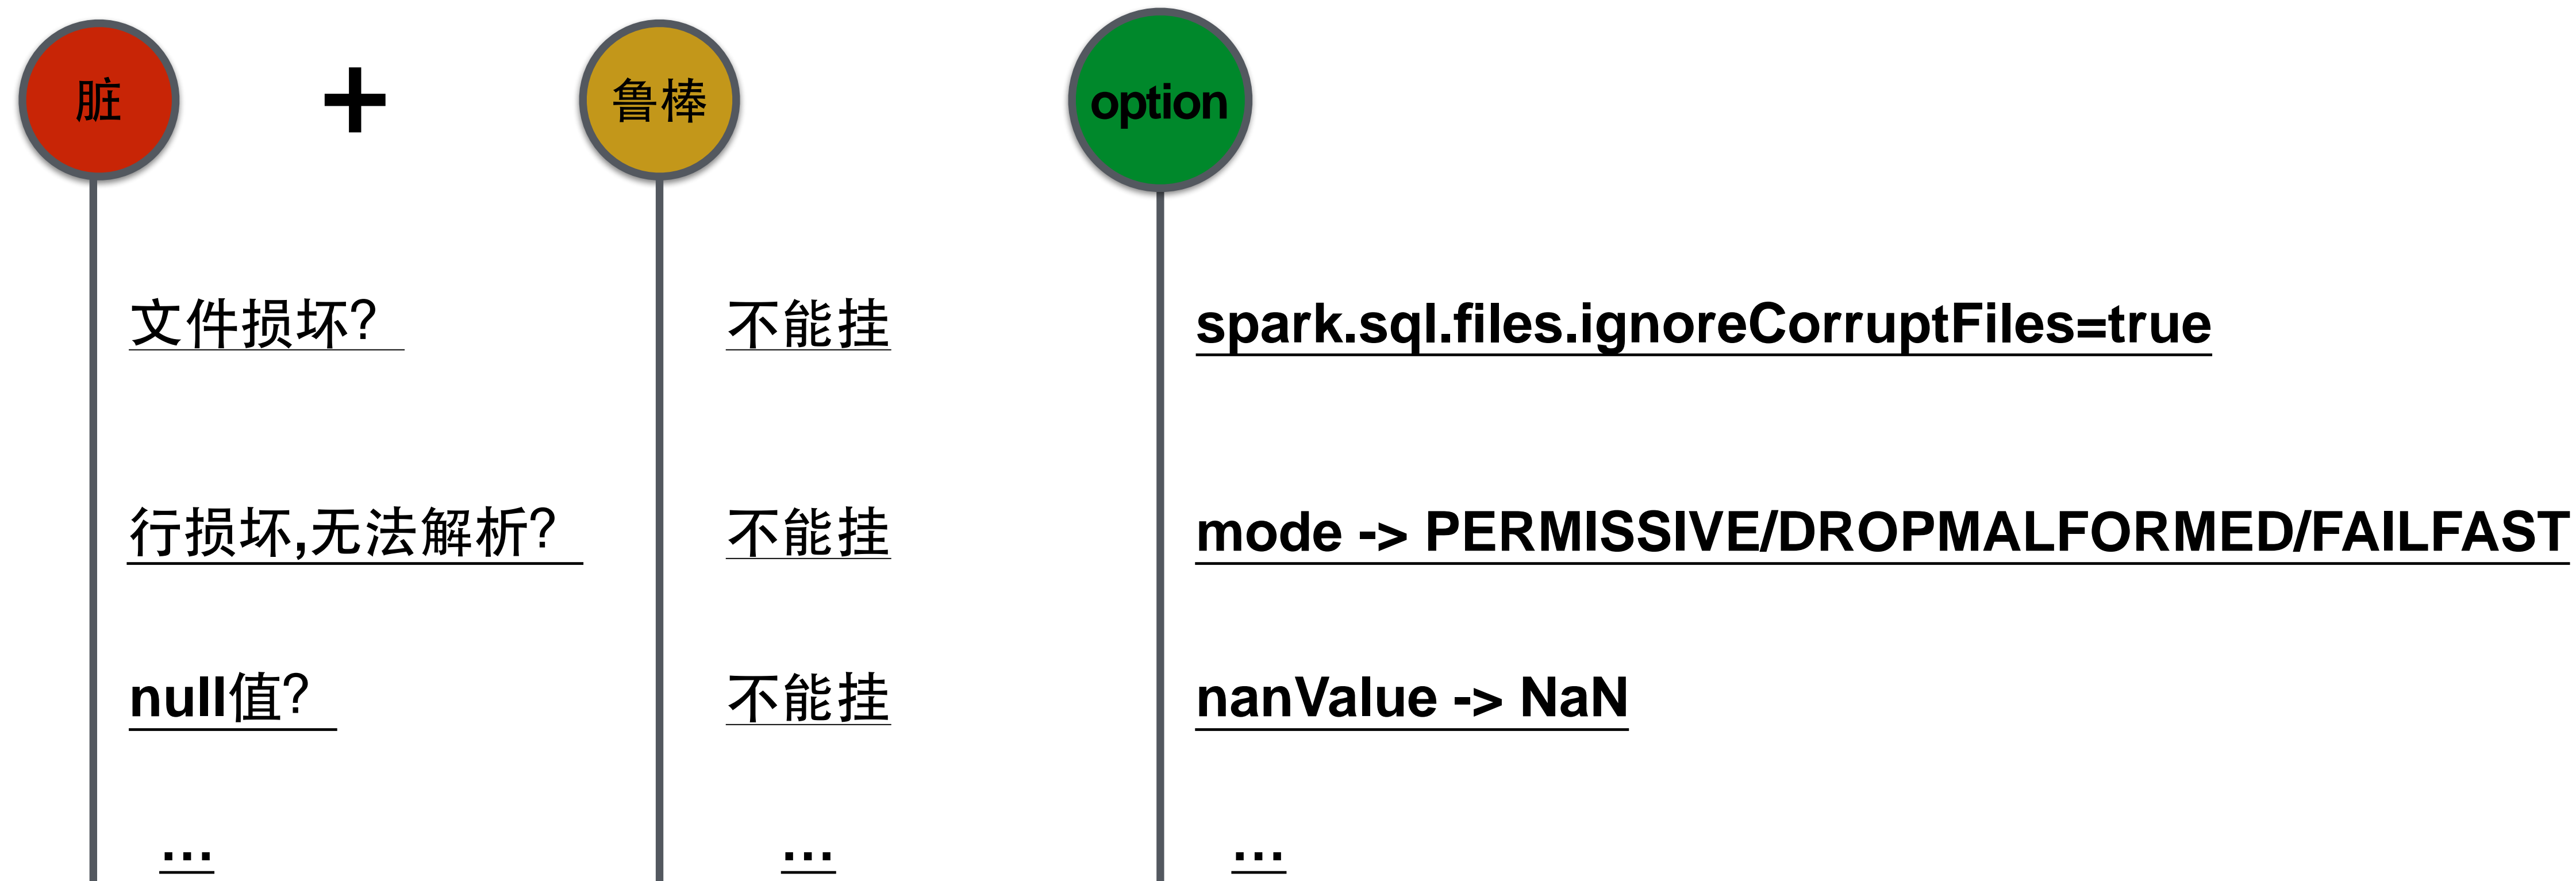 脏 + 鲁棒 option
文件损坏? 不能挂 spark.sql.files.ignoreCorruptFiles=true
行损坏,无法解析? 不能挂 mode -> PERMISSIVE/DROPMALFORMED/FAILFAST
null值? 不能挂 nanValue -> NaN
... ... ...